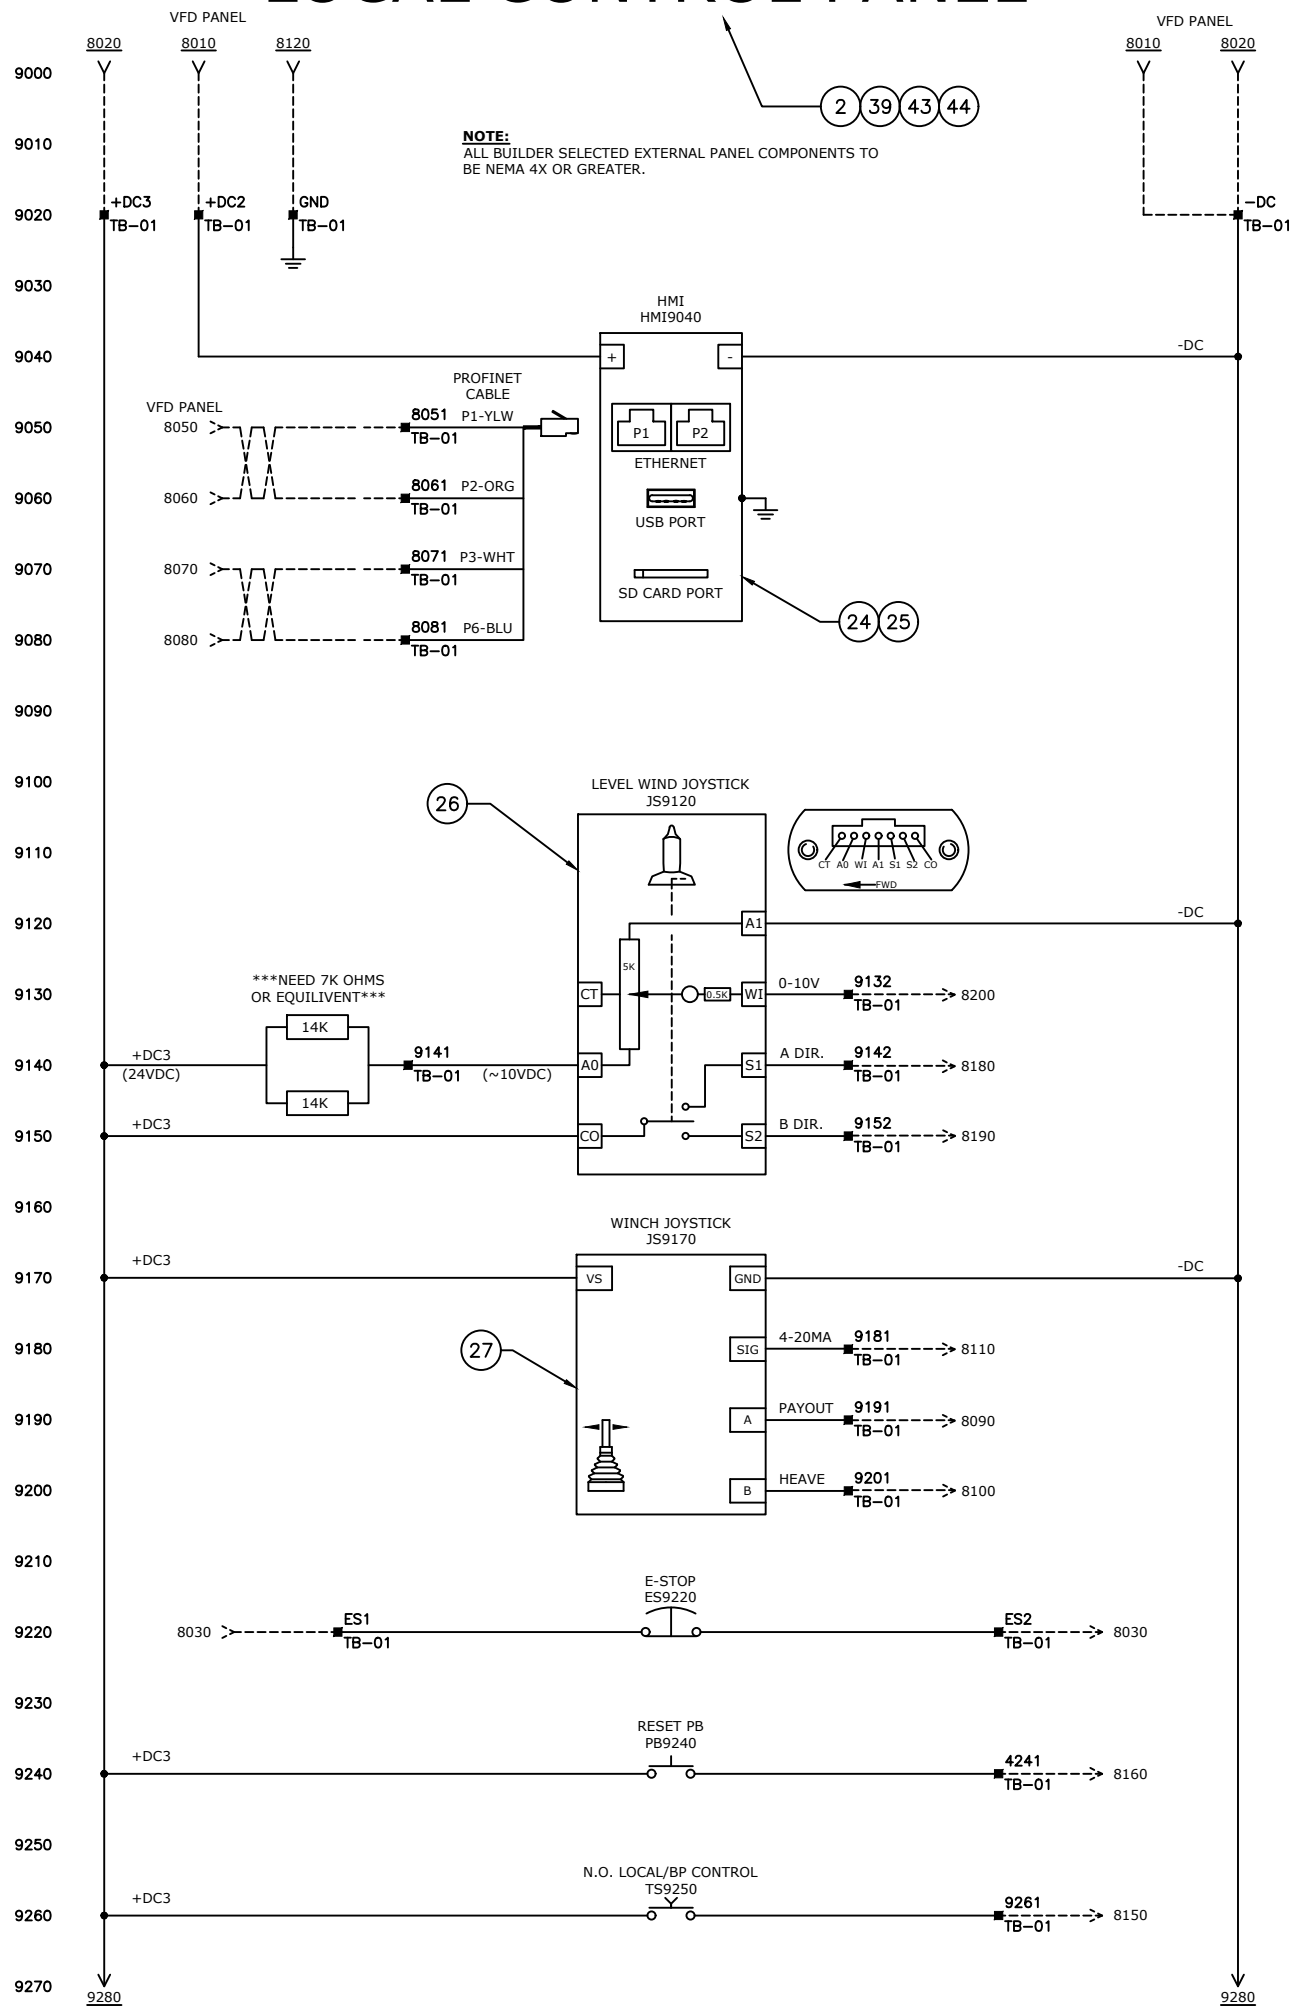 LOCAL CONTROL PANEL
VFD PANEL
VFD PANEL
8020 8010 8120
8010 8020
9000
2 39 43 44
NOTE:
ALL BUILDER SELECTED EXTERNAL PANEL COMPONENTS TO
BE NEMA 4X OR GREATER.
9010
+DC3 +DC2 GND
-DC
9020
TB-01 TB-01 TB-01
TB-01
9030
HMI
HMI9040
9040
+ -
-DC
PROFINET
CABLE
VFD PANEL
9050
8050
8051 P1-YLW
TB-01
P1 P2
ETHERNET
9060
8060
8061 P2-ORG
TB-01
USB PORT
9070
8070
8071 P3-WHT
TB-01
SD CARD PORT
24 25
9080
8080
8081 P6-BLU
TB-01
9090
9100
LEVEL WIND JOYSTICK
JS9120
26
9110
CT A0 WI A1 S1 S2 CO
FWD
9120
A1
-DC
5K
***NEED 7K OHMS
OR EQUILIVENT***
9130
CT
0.5K
WI
0-10V
9132
TB-01
8200
14K
9140
+DC3
(24VDC)
9141
TB-01
(~10VDC)
A0
S1
A DIR.
9142
TB-01
8180
14K
9150
+DC3
CO
S2
B DIR.
9152
TB-01
8190
9160
WINCH JOYSTICK
JS9170
9170
+DC3
VS
GND
-DC
9180
27
SIG
4-20MA
9181
TB-01
8110
9190
A
PAYOUT
9191
TB-01
8090
9200
B
HEAVE
9201
TB-01
8100
9210
E-STOP
ES9220
9220
8030
ES1
TB-01
ES2
TB-01
8030
9230
RESET PB
PB9240
9240
+DC3
4241
TB-01
8160
9250
N.O. LOCAL/BP CONTROL
TS9250
9260
+DC3
9261
TB-01
8150
9270
9280
9280